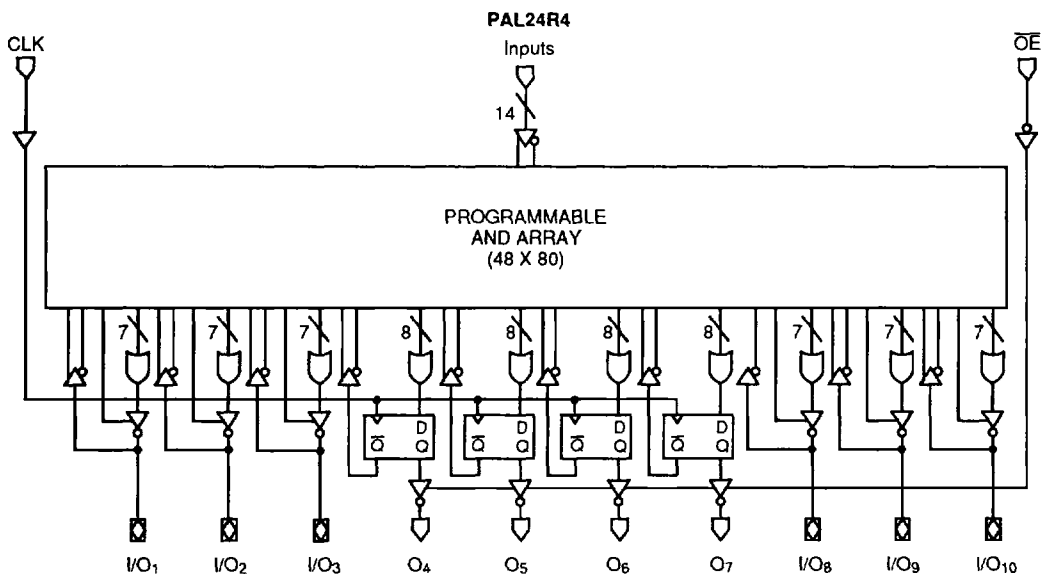 PAL24R4
CLK
Inputs
OE
14
PROGRAMMABLE
AND ARRAY
(48 X 80)
7 7 7 8 8 8 8 7 7 7
D D D D
Q̅ Q Q̅ Q Q̅ Q Q̅ Q
I/O1 I/O2 I/O3 O4 O5 O6 O7 I/O8 I/O9 I/O10